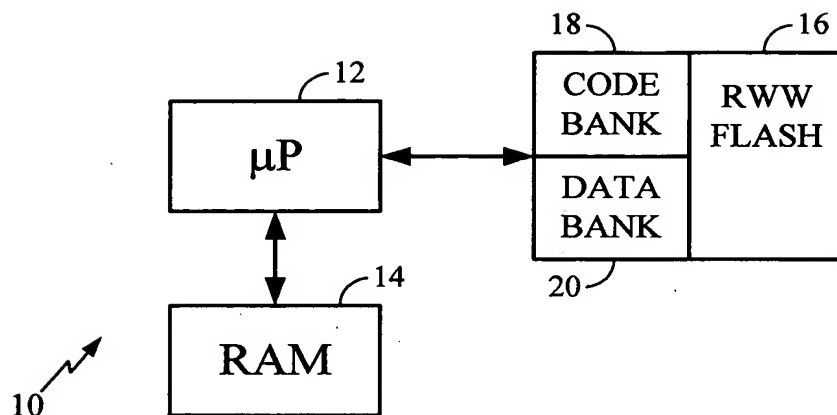 18
16
12
CODE
BANK
RWW
FLASH
μP
DATA
BANK
14
20
RAM
10